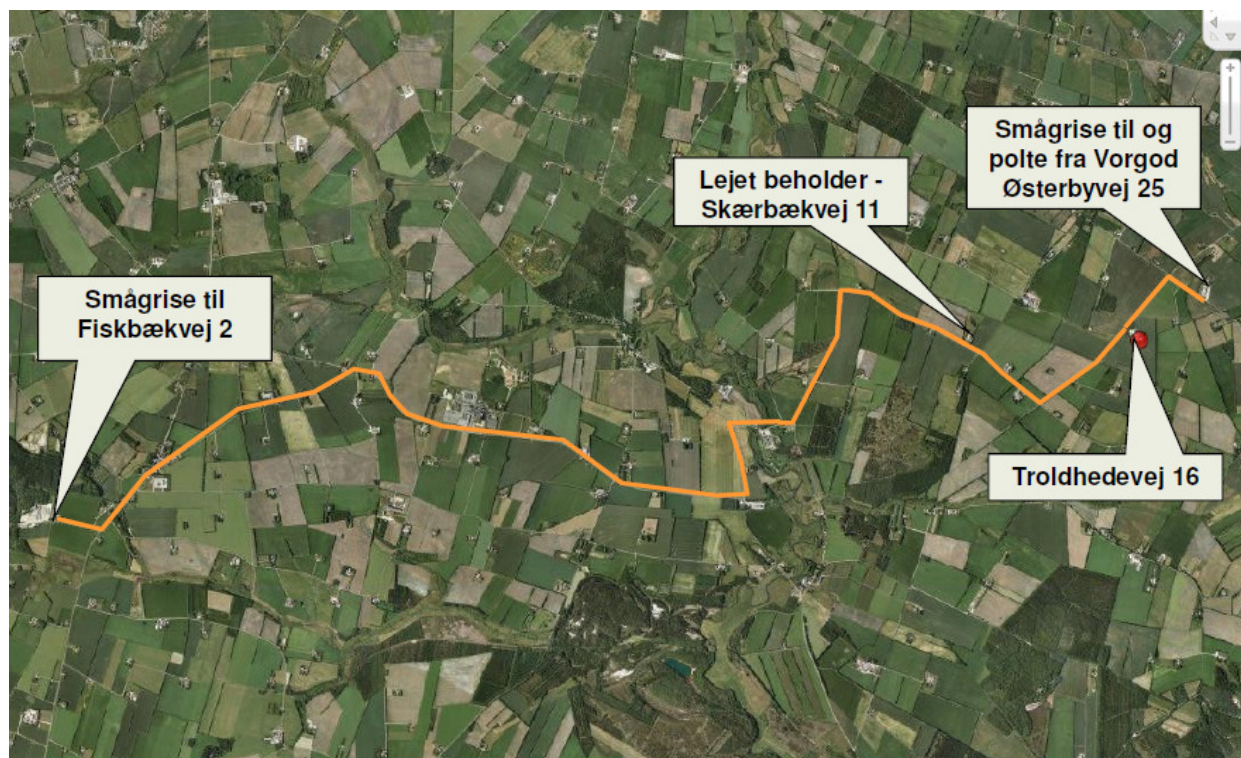 Smågrise til og
polte fra Vorgod
Østerbyvej 25
Lejet beholder -
Skærbækvej 11
Smågrise til
Fiskbækvej 2
Troldhedevej 16